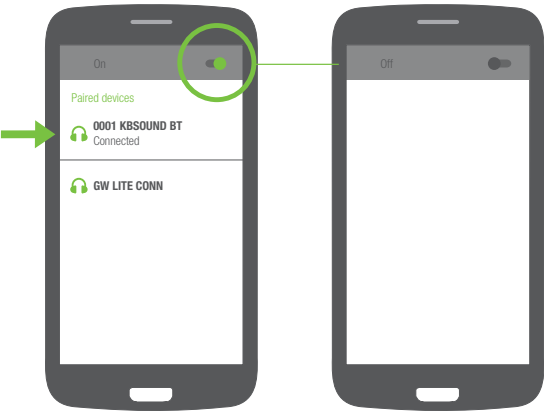 On
Paired devices
0001 KBSOUND BT
Connected
GW LITE CONN
Off